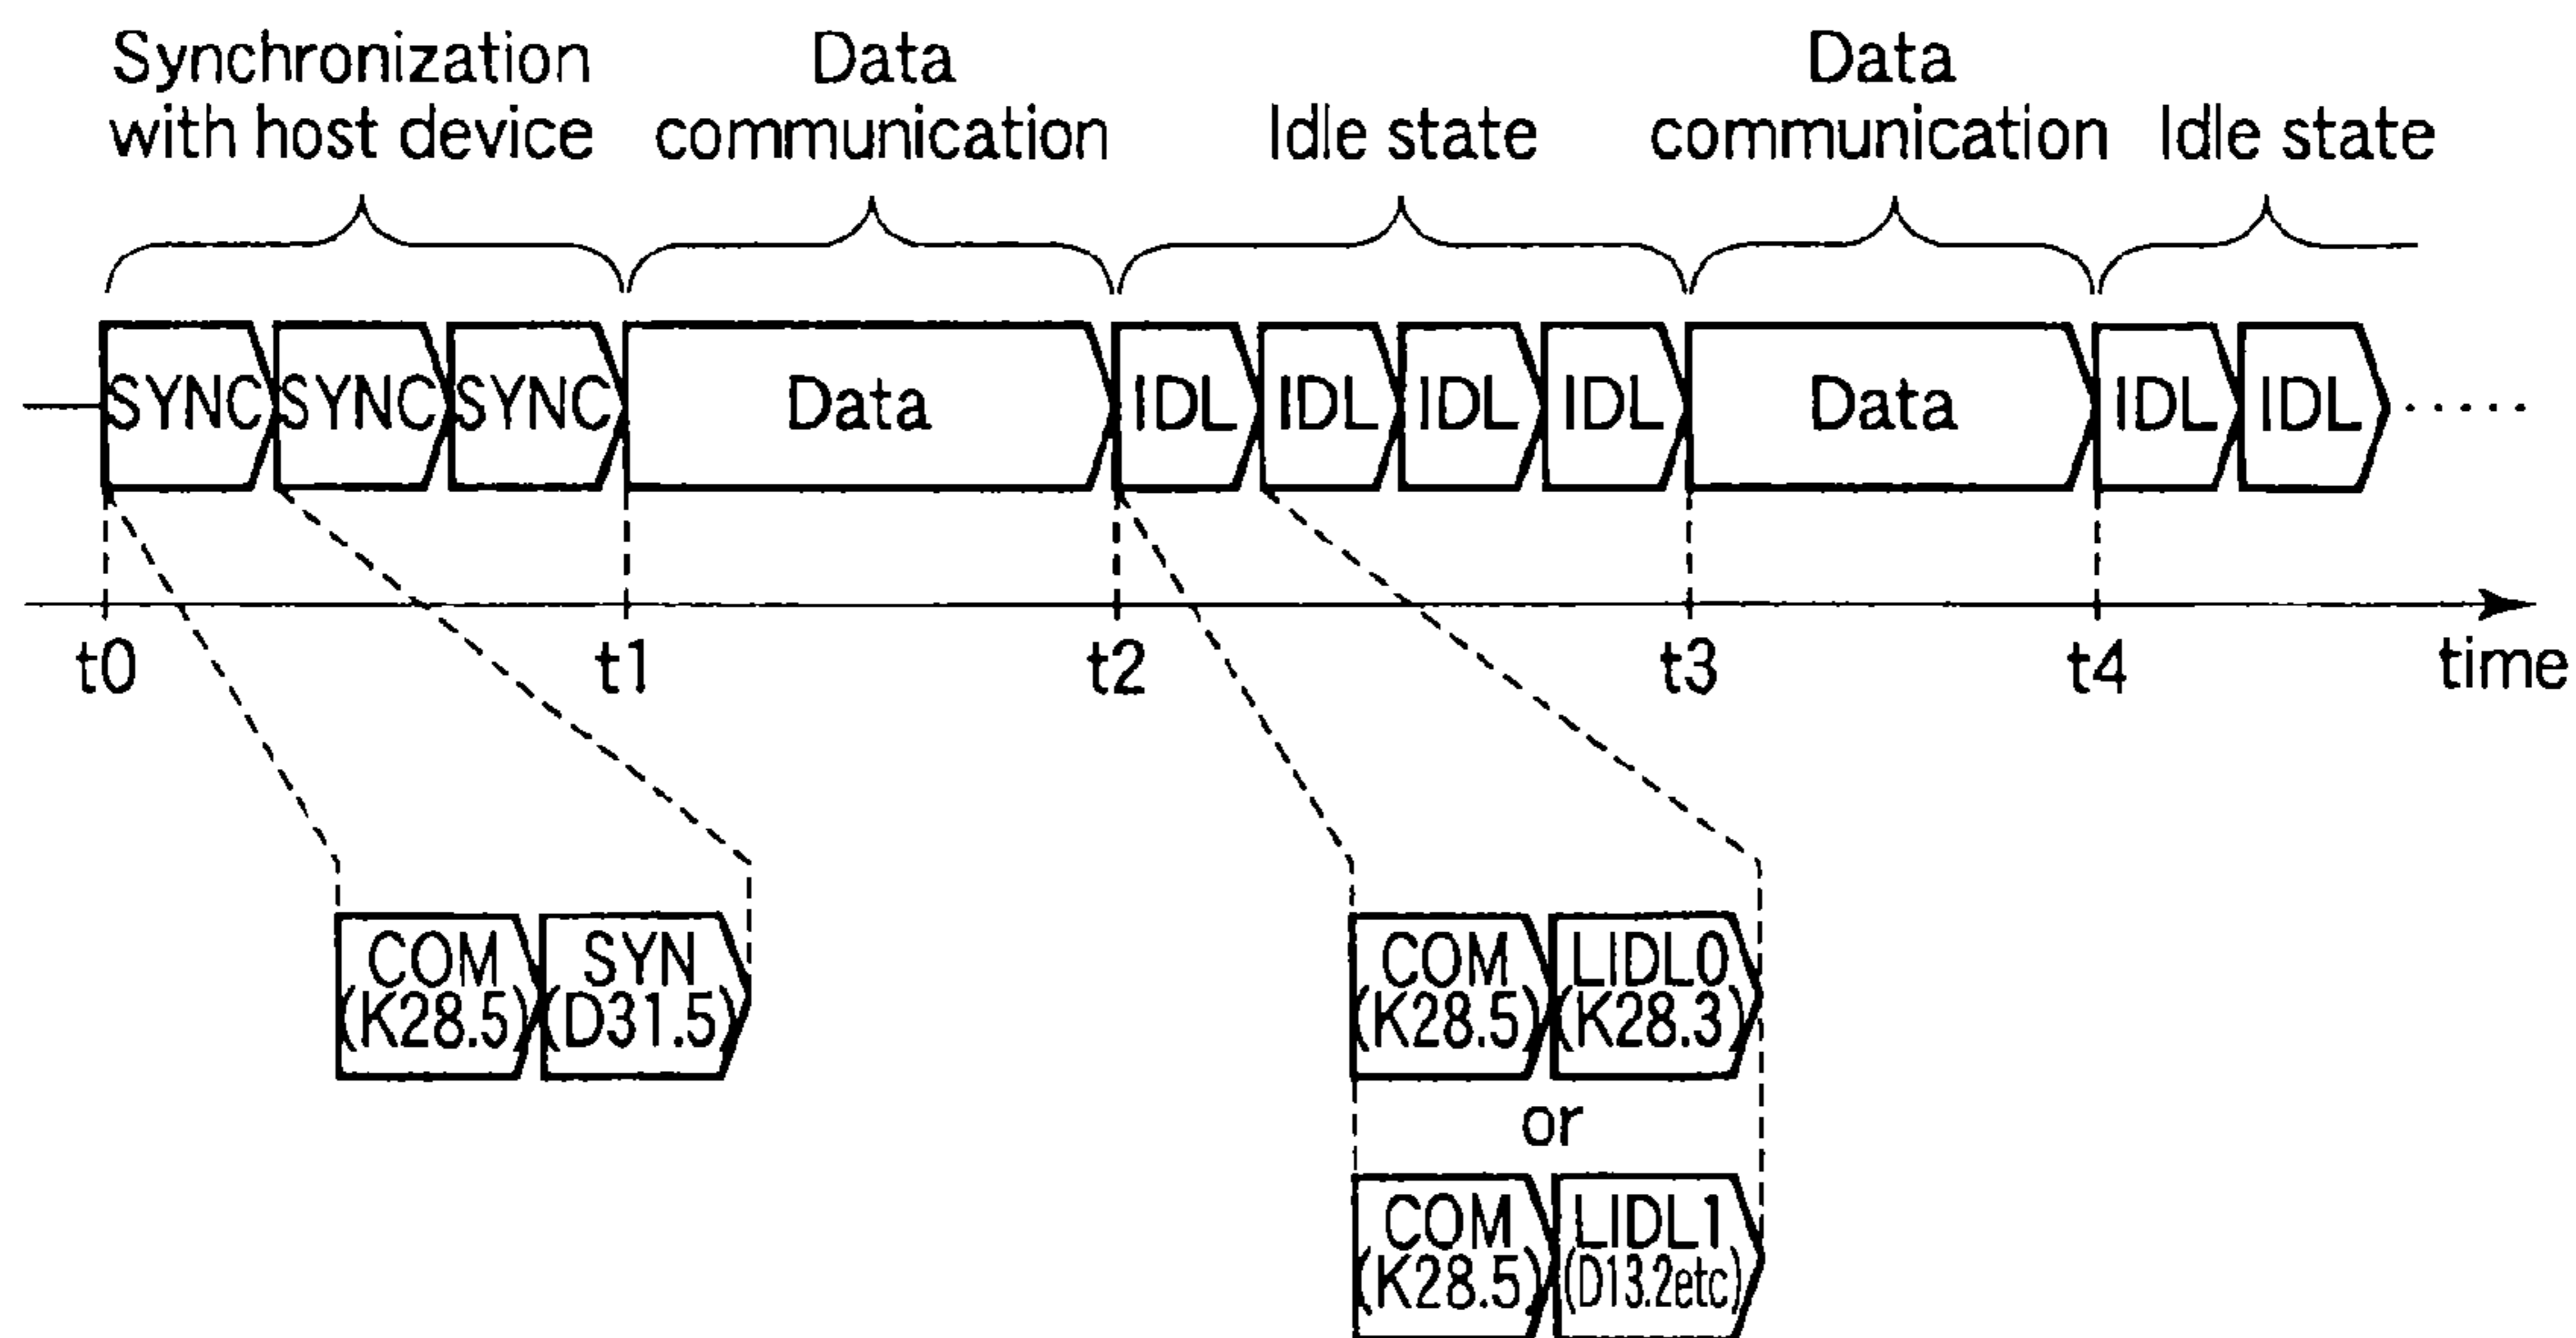 Synchronization
with host device
Data
communication
Idle state
Data
communication
Idle state
SYNC SYNC SYNC Data IDL IDL IDL IDL Data IDL IDL ·····
t0 t1 t2 t3 t4 time
COM
(K28.5)
SYN
(D31.5)
COM
(K28.5)
LIDL0
(K28.3)
or
COM
(K28.5)
LIDL1
(D13.2etc)